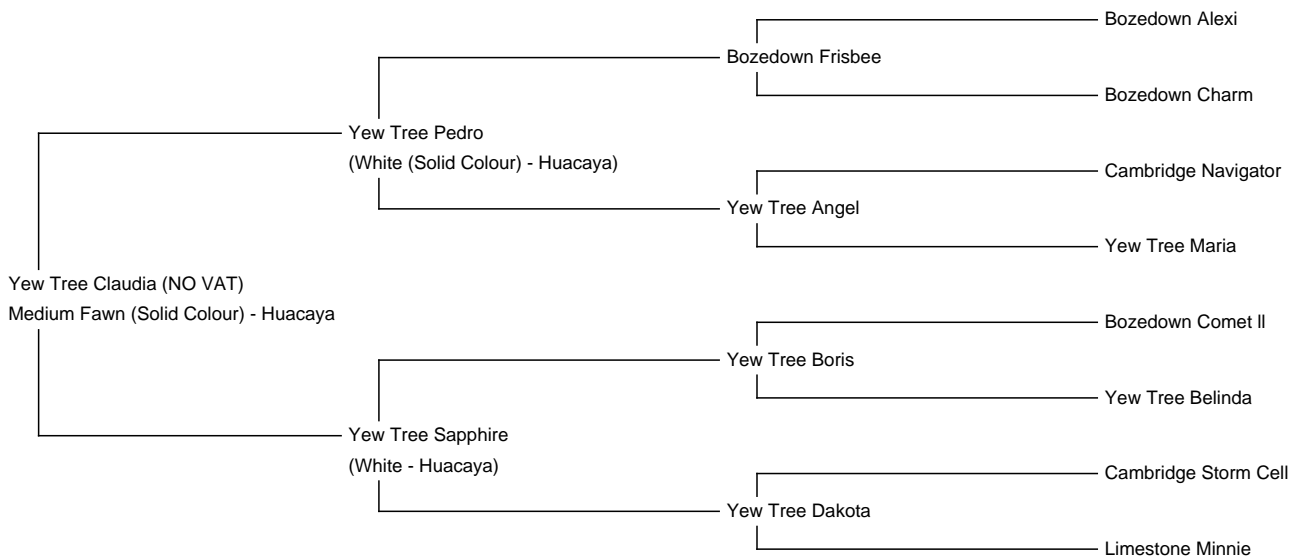 Bozedown Alexi
Bozedown Frisbee
Bozedown Charm
Yew Tree Pedro
(White (Solid Colour) - Huacaya)
Cambridge Navigator
Yew Tree Angel
Yew Tree Maria
Yew Tree Claudia (NO VAT)
Medium Fawn (Solid Colour) - Huacaya
Bozedown Comet ll
Yew Tree Boris
Yew Tree Belinda
Yew Tree Sapphire
(White - Huacaya)
Cambridge Storm Cell
Yew Tree Dakota
Limestone Minnie